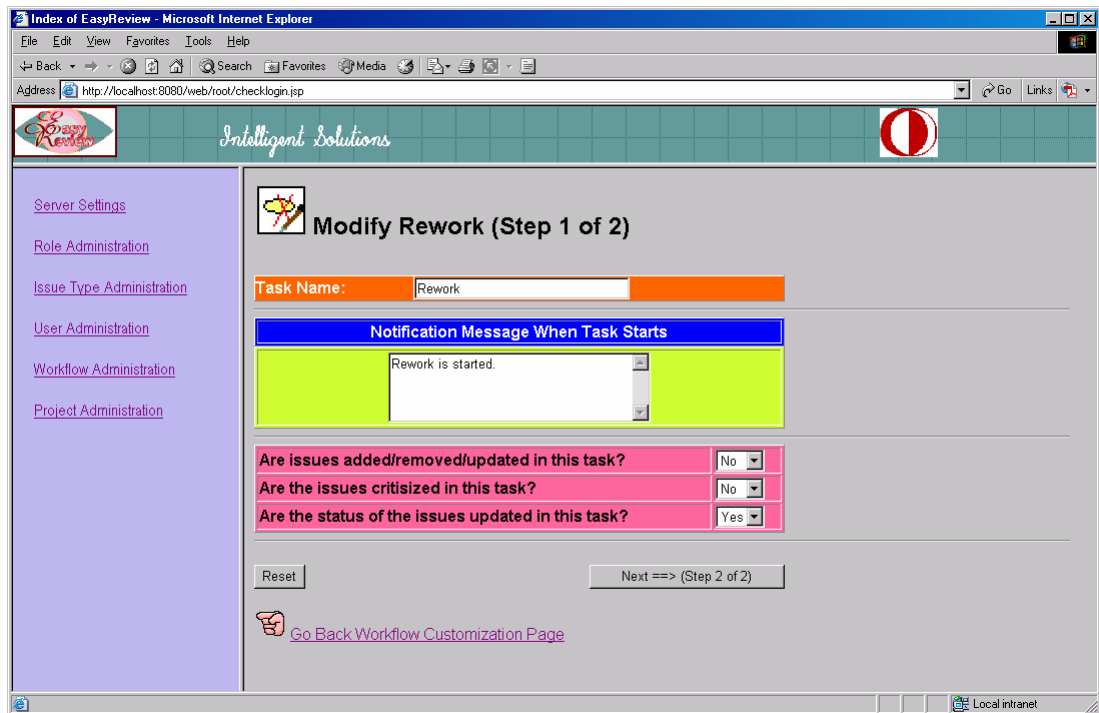 Index of EasyReview - Microsoft Internet Explorer
File Edit View Favorites Tools Help
Back Search Favorites Media
Address http://localhost:8080/web/root/checklogin.jsp Go Links
Easy Review
Intelligent Solutions
Server Settings
Role Administration
Issue Type Administration
User Administration
Workflow Administration
Project Administration
Modify Rework (Step 1 of 2)
Task Name: Rework
Notification Message When Task Starts
Rework is started.
Are issues added/removed/updated in this task? No
Are the issues critisized in this task? No
Are the status of the issues updated in this task? Yes
Reset Next ==> (Step 2 of 2)
Go Back Workflow Customization Page
Local intranet